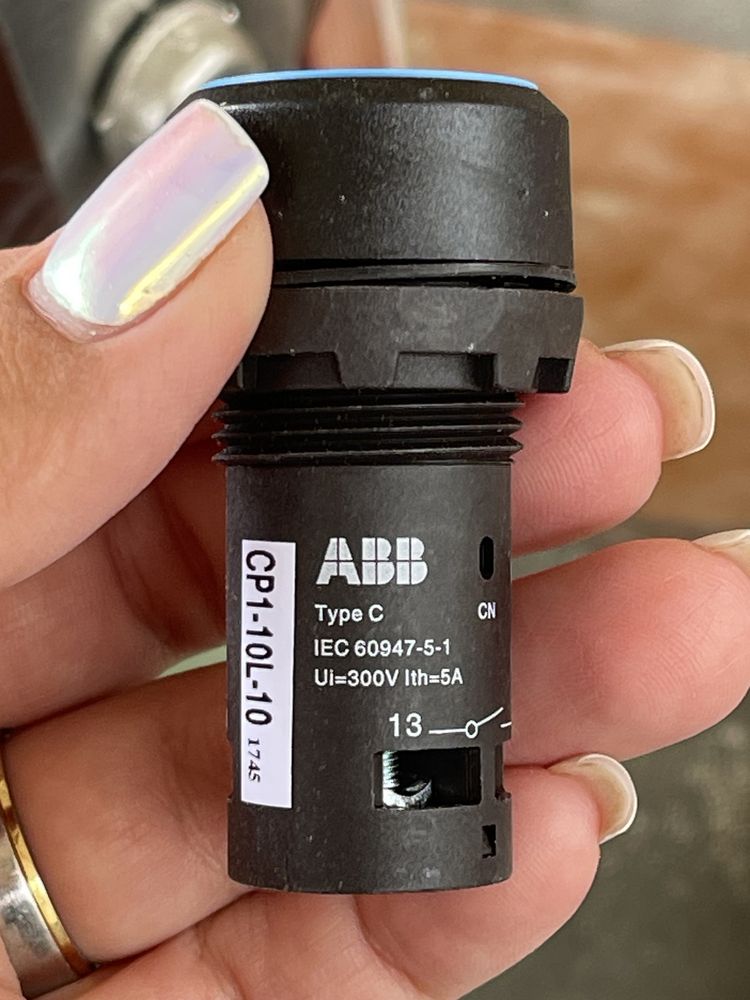 ABB
Type C
CN
IEC 60947-5-1
Ui=300V Ith=5A
13
CP1-10L-10 1745